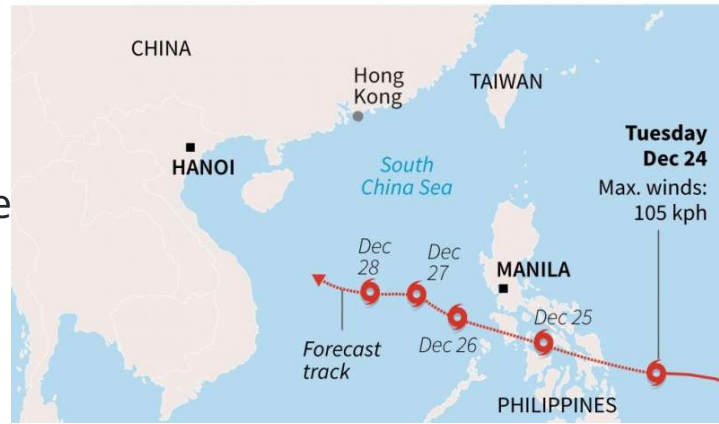 CHINA
Hong
Kong
TAIWAN
HANOI
South
China Sea
Tuesday
Dec 24
Max. winds:
105 kph
e
Dec
28
Dec
27
MANILA
Dec 25
Dec 26
Forecast
track
PHILIPPINES